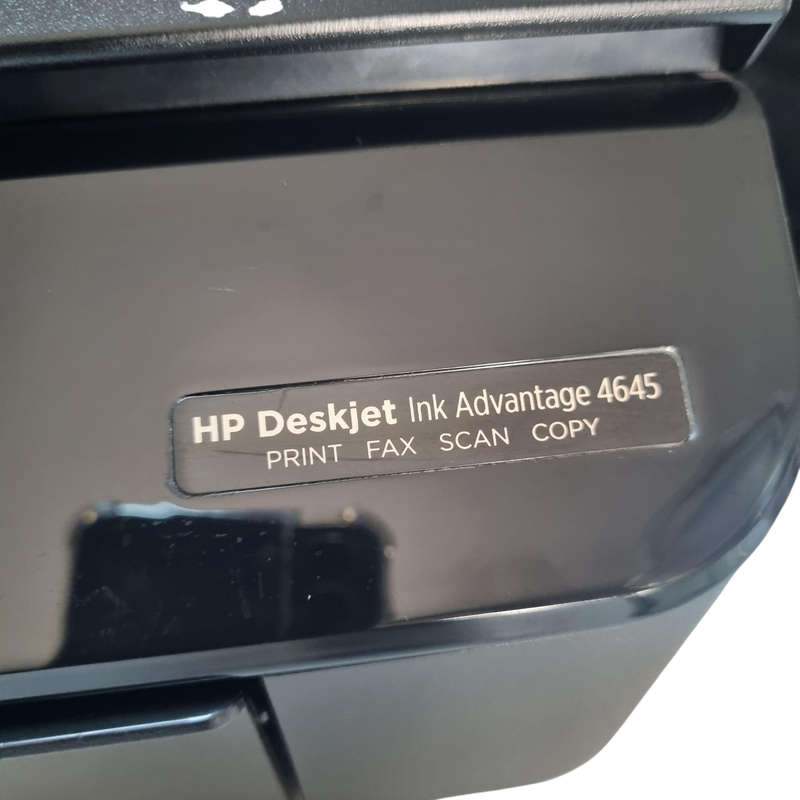 HP Deskjet Ink Advantage 4645
PRINT FAX SCAN COPY